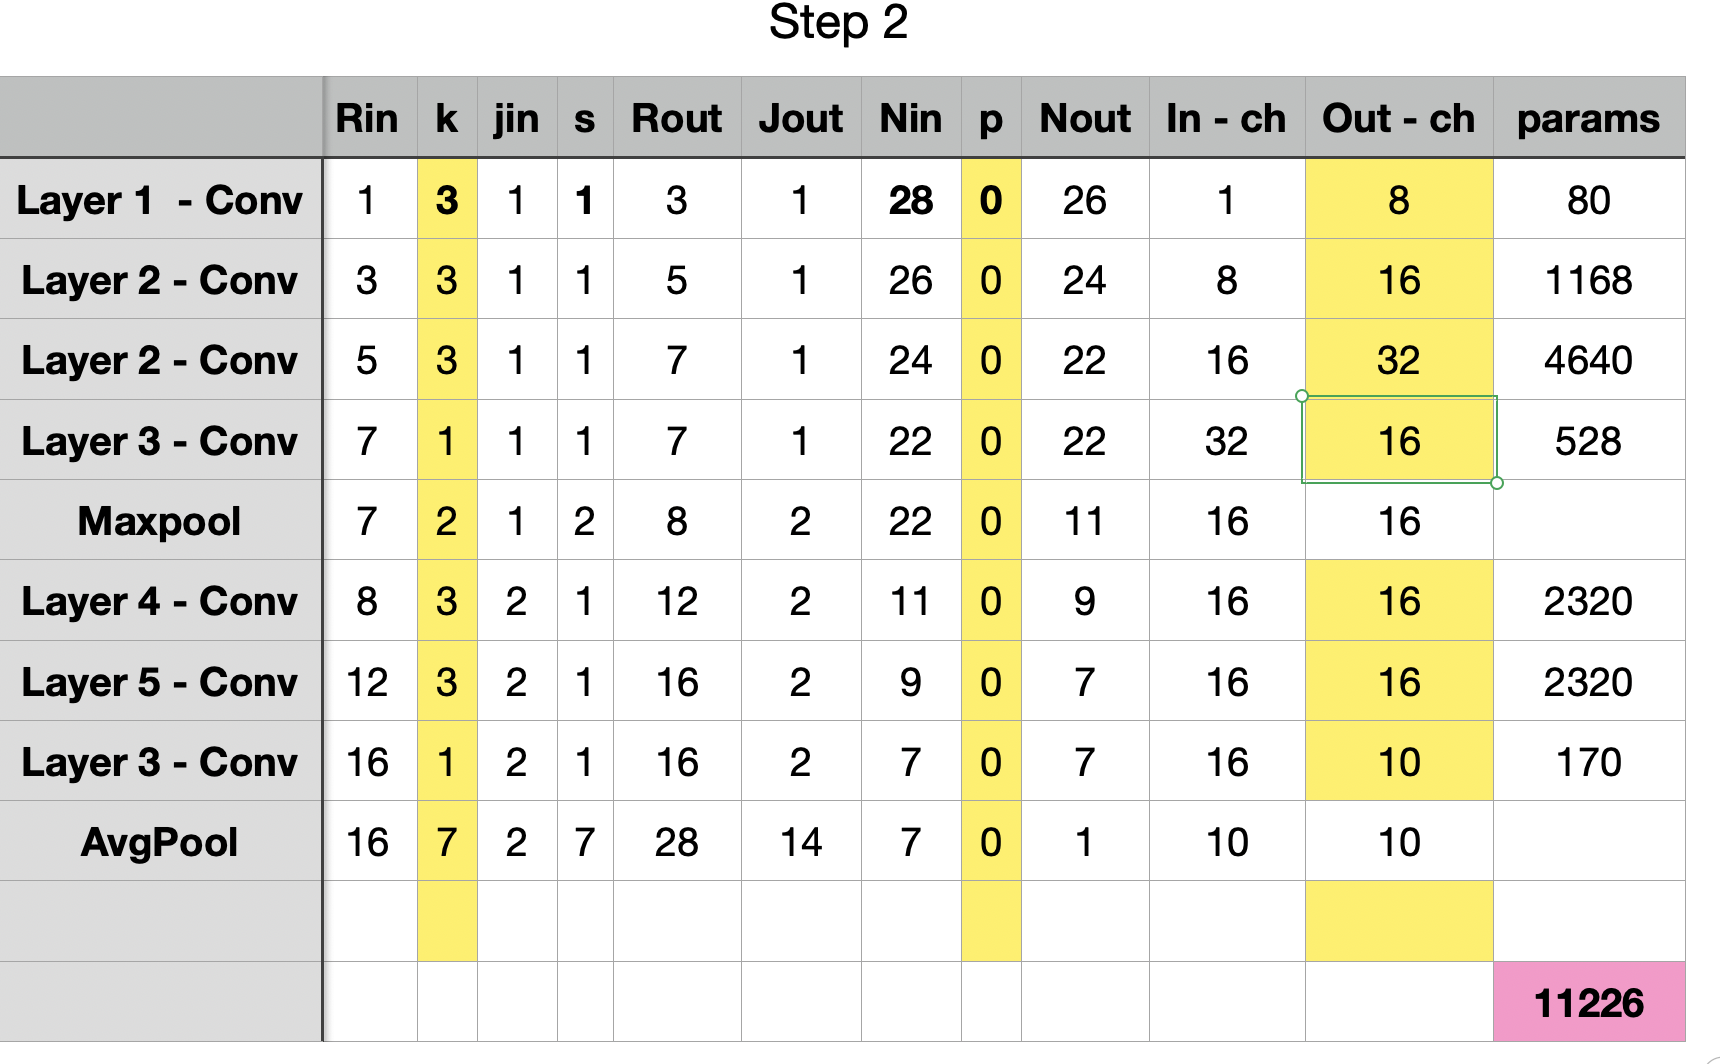 Step 2
Rin k jin s Rout Jout Nin p Nout In - ch Out - ch params
Layer 1 - Conv 1 3 1 1 3 1 28 0 26 1 8 80
Layer 2 - Conv 3 3 1 1 5 1 26 0 24 8 16 1168
Layer 2 - Conv 5 3 1 1 7 1 24 0 22 16 32 4640
Layer 3 - Conv 7 1 1 1 7 1 22 0 22 32 16 528
Maxpool 7 2 1 2 8 2 22 0 11 16 16
Layer 4 - Conv 8 3 2 1 12 2 11 0 9 16 16 2320
Layer 5 - Conv 12 3 2 1 16 2 9 0 7 16 16 2320
Layer 3 - Conv 16 1 2 1 16 2 7 0 7 16 10 170
AvgPool 16 7 2 7 28 14 7 0 1 10 10
11226